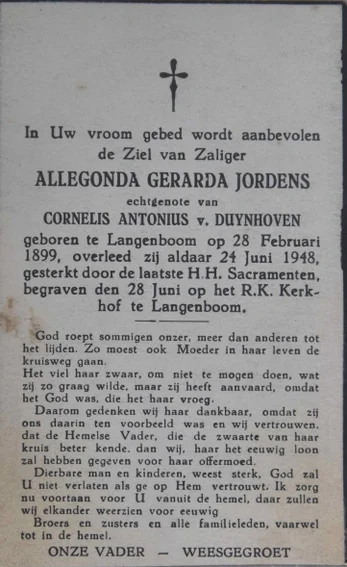 In Uw vroom gebed wordt aanbevolen
de Ziel van Zaliger
ALLEGONDA GERARDA JORDENS
echtgenote van
CORNELIS ANTONIUS v. DUYNHOVEN
geboren te Langenboom op 28 Februari
1899, overleed zij aldaar 24 Juni 1948,
gesterkt door de laatste H.H. Sacramenten,
begraven den 28 Juni op het R.K. Kerk-
hof te Langenboom.
God roept sommigen onzer, meer dan anderen tot
het lijden. Zo moest ook Moeder in haar leven de
kruisweg gaan.
Het viel haar zwaar, om niet te mogen doen, wat
zij zo graag wilde, maar zij heeft aanvaard, omdat
het God was, die het haar vroeg.
Daarom gedenken wij haar dankbaar, omdat zij
ons daarin ten voorbeeld was en wij vertrouwen,
dat de Hemelse Vader, die de zwaarte van haar
kruis beter kende, dan wij, haar het eeuwig loon
zal hebben gegeven voor haar offermoed.
Dierbare man en kinderen, weest sterk, God zal
U niet verlaten als ge op Hem vertrouwt. Ik zorg
nu voortaan voor U vanuit de hemel, daar zullen
wij elkander weerzien voor eeuwig
Broers en zusters en alle familieleden, vaarwel
tot in de hemel.
ONZE VADER — WEESGEGROET